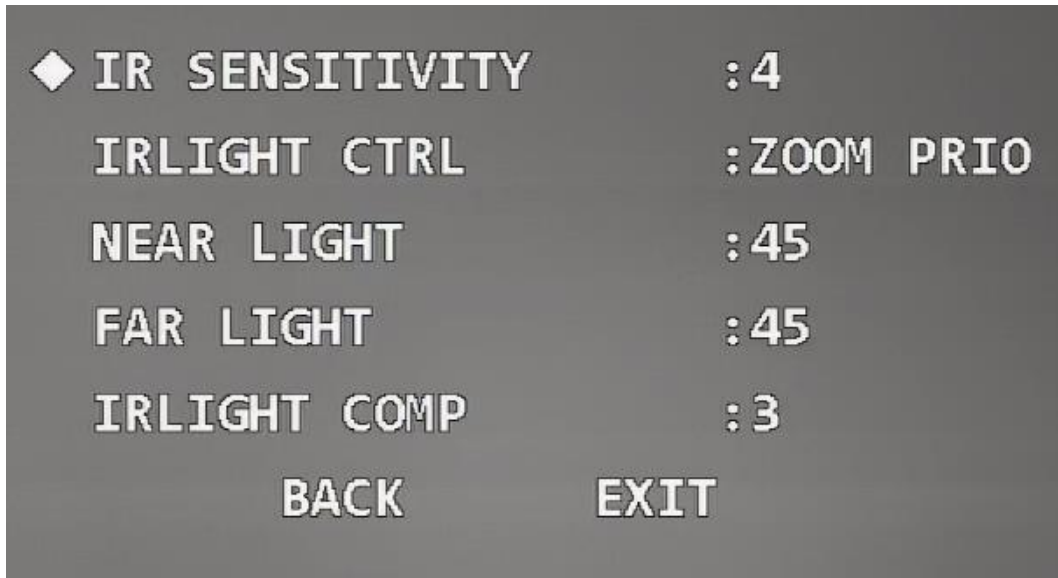 ◆ IR SENSITIVITY :4
IRLIGHT CTRL :ZOOM PRIO
NEAR LIGHT :45
FAR LIGHT :45
IRLIGHT COMP :3
BACK EXIT